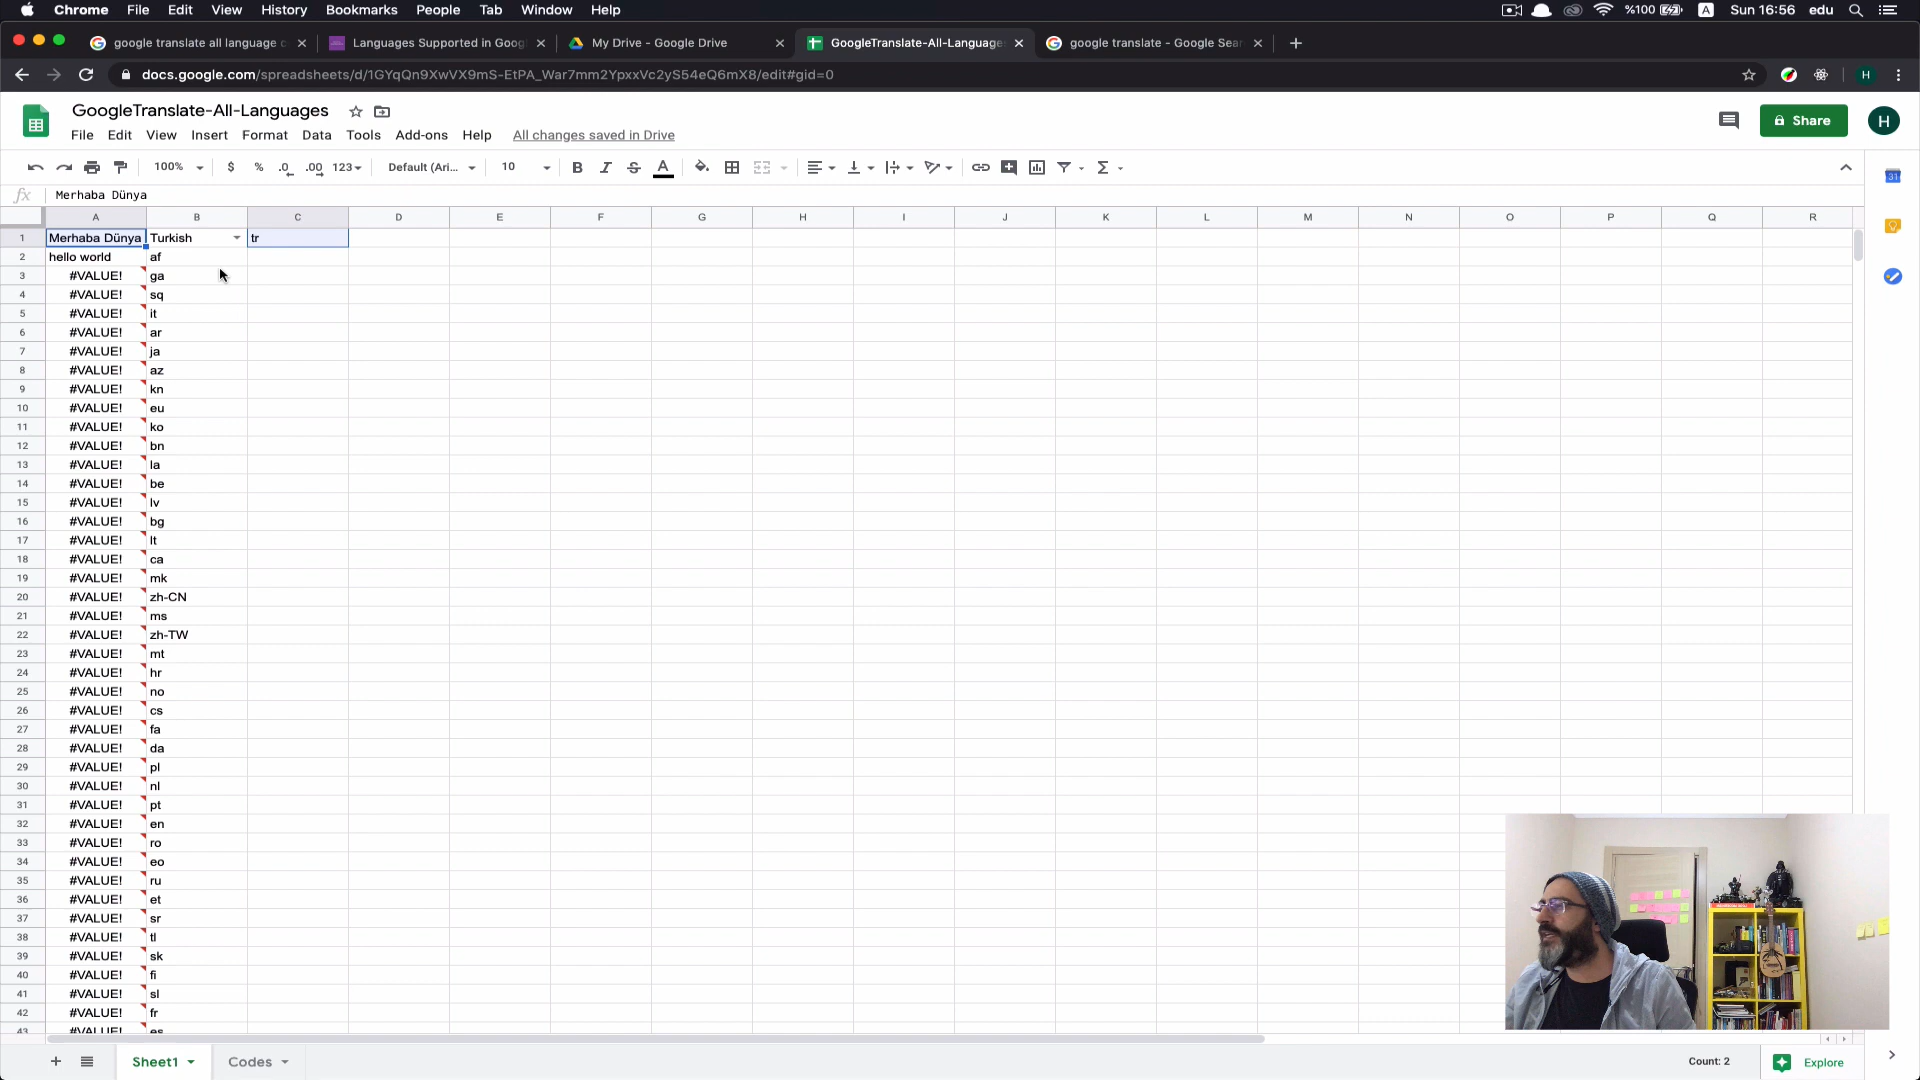 Chrome File Edit View History Bookmarks People Tab Window Help
%100 A Sun 16:56 edu
google translate all language c
Languages Supported in Goog
My Drive - Google Drive
GoogleTranslate-All-Language
google translate - Google Sear
docs.google.com/spreadsheets/d/1GYqQn9XwVX9mS-EtPA_War7mm2YpxxVc2yS54eQ6mX8/edit#gid=0
H
GoogleTranslate-All-Languages
File Edit View Insert Format Data Tools Add-ons Help All changes saved in Drive
Share
H
100% $ % .0 .00 123 Default (Ari... 10 B I S A Σ
31
fx Merhaba Dünya
A B C D E F G H I J K L M N O P Q R
1 Merhaba Dünya Turkish tr
2 hello world af
3 #VALUE! ga
4 #VALUE! sq
5 #VALUE! it
6 #VALUE! ar
7 #VALUE! ja
8 #VALUE! az
9 #VALUE! kn
10 #VALUE! eu
11 #VALUE! ko
12 #VALUE! bn
13 #VALUE! la
14 #VALUE! be
15 #VALUE! lv
16 #VALUE! bg
17 #VALUE! lt
18 #VALUE! ca
19 #VALUE! mk
20 #VALUE! zh-CN
21 #VALUE! ms
22 #VALUE! zh-TW
23 #VALUE! mt
24 #VALUE! hr
25 #VALUE! no
26 #VALUE! cs
27 #VALUE! fa
28 #VALUE! da
29 #VALUE! pl
30 #VALUE! nl
31 #VALUE! pt
32 #VALUE! en
33 #VALUE! ro
34 #VALUE! eo
35 #VALUE! ru
36 #VALUE! et
37 #VALUE! sr
38 #VALUE! tl
39 #VALUE! sk
40 #VALUE! fi
41 #VALUE! sl
42 #VALUE! fr
43 #VALUE! es
Sheet1 Codes
Count: 2 Explore